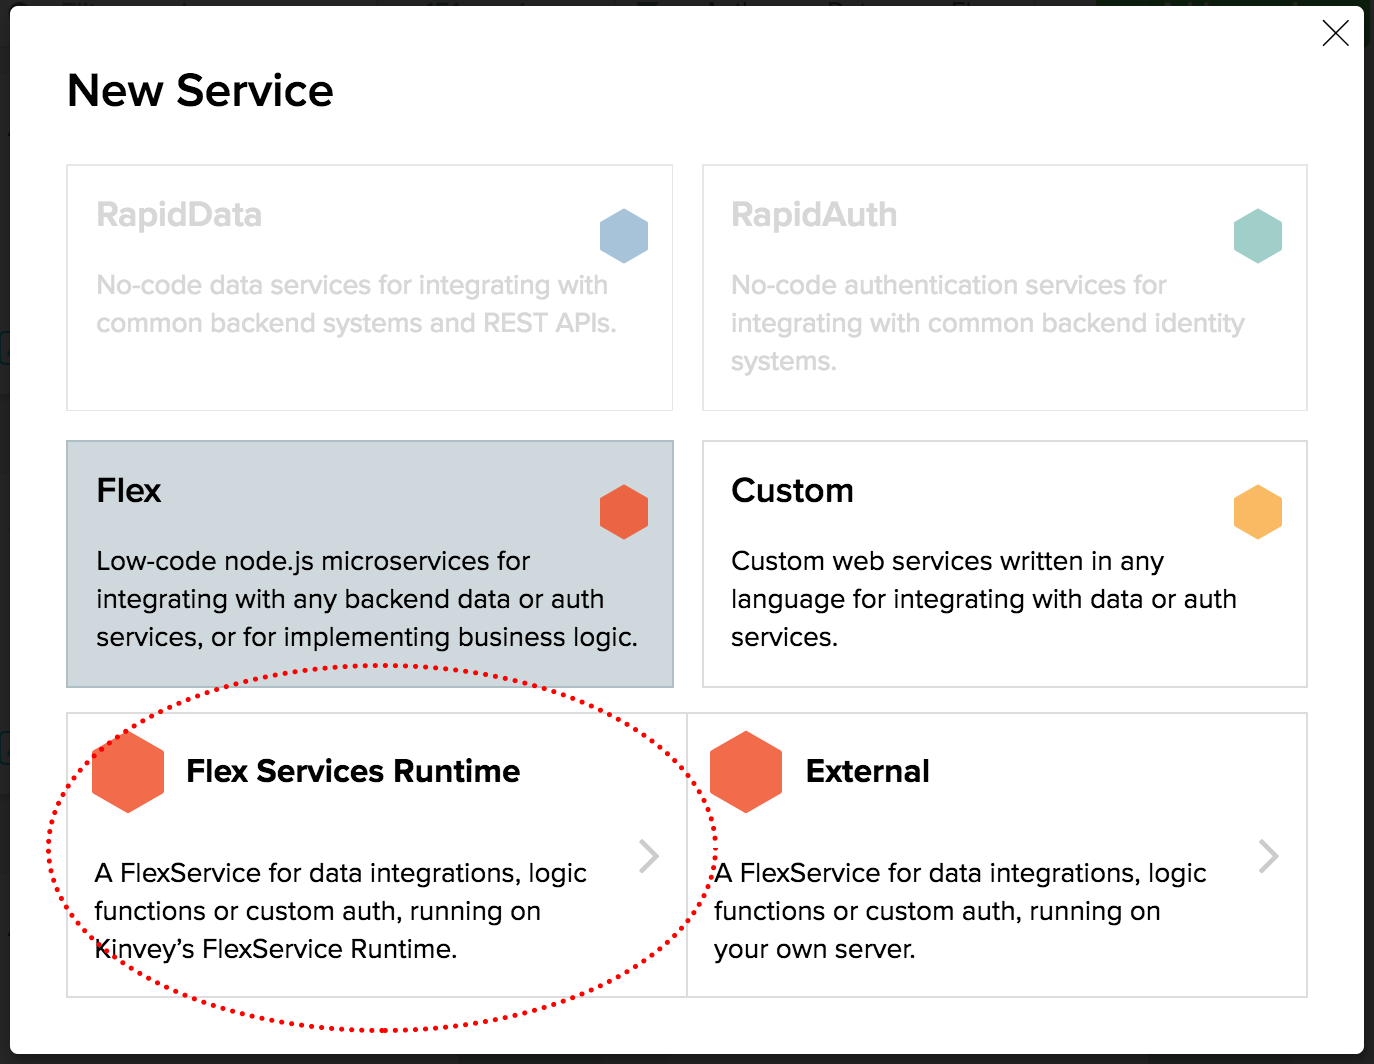 New Service
RapidData
No-code data services for integrating with
common backend systems and REST APIs.
RapidAuth
No-code authentication services for
integrating with common backend identity
systems.
Flex
Low-code node.js microservices for
integrating with any backend data or auth
services, or for implementing business logic.
Custom
Custom web services written in any
language for integrating with data or auth
services.
Flex Services Runtime
A FlexService for data integrations, logic
functions or custom auth, running on
Kinvey’s FlexService Runtime.
External
A FlexService for data integrations, logic
functions or custom auth, running on
your own server.